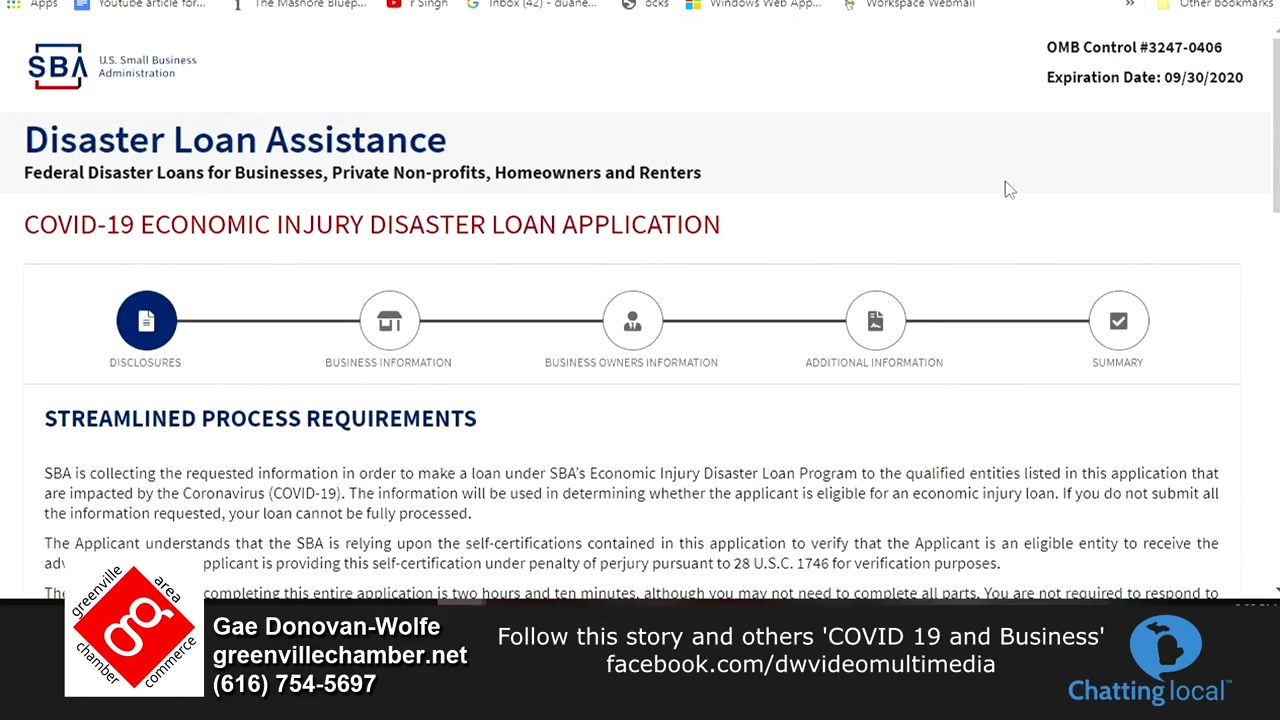 Apps
Youtube article for...
The Mashore Bluep...
r Singh
Inbox (42) - duane...
ocks
Windows Web App...
Workspace Webmail
»
Other bookmarks
SBA
U.S. Small Business
Administration
OMB Control #3247-0406
Expiration Date: 09/30/2020
Disaster Loan Assistance
Federal Disaster Loans for Businesses, Private Non-profits, Homeowners and Renters
COVID-19 ECONOMIC INJURY DISASTER LOAN APPLICATION
DISCLOSURES
BUSINESS INFORMATION
BUSINESS OWNERS INFORMATION
ADDITIONAL INFORMATION
SUMMARY
STREAMLINED PROCESS REQUIREMENTS
SBA is collecting the requested information in order to make a loan under SBA's Economic Injury Disaster Loan Program to the qualified entities listed in this application that
are impacted by the Coronavirus (COVID-19). The information will be used in determining whether the applicant is eligible for an economic injury loan. If you do not submit all
the information requested, your loan cannot be fully processed.
The Applicant understands that the SBA is relying upon the self-certifications contained in this application to verify that the Applicant is an eligible entity to receive the
adv pplicant is providing this self-certification under penalty of perjury pursuant to 28 U.S.C. 1746 for verification purposes.
The completing this entire application is two hours and ten minutes, although you may not need to complete all parts. You are not required to respond to
greenville area
chamber commerce
Gae Donovan-Wolfe
greenvillechamber.net
(616) 754-5697
Follow this story and others 'COVID 19 and Business'
facebook.com/dwvideomultimedia
Chatting local™